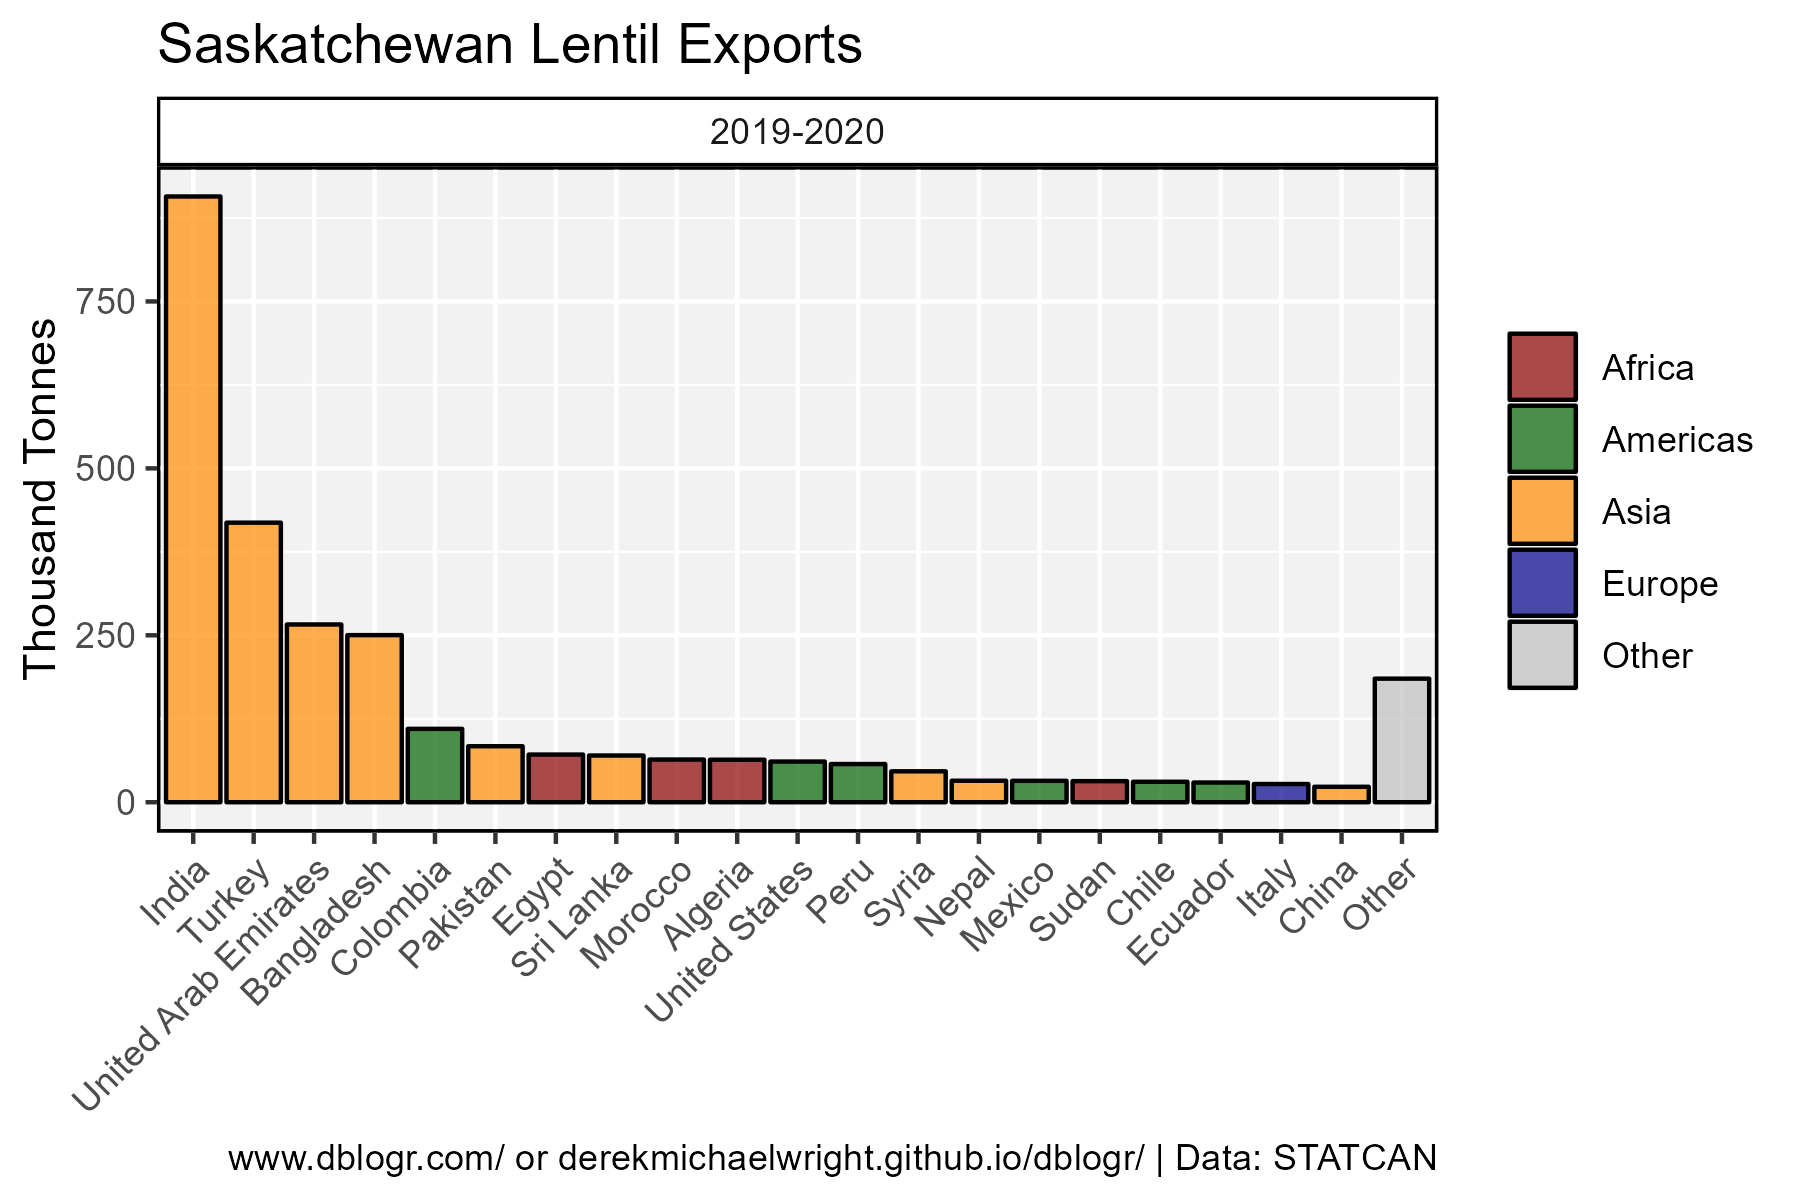 Saskatchewan Lentil Exports
2019-2020
Thousand Tonnes
750
500
250
0
India
Turkey
United Arab Emirates
Bangladesh
Colombia
Pakistan
Egypt
Sri Lanka
Morocco
Algeria
United States
Peru
Syria
Nepal
Mexico
Sudan
Chile
Ecuador
Italy
China
Other
Africa
Americas
Asia
Europe
Other
www.dblogr.com/ or derekmichaelwright.github.io/dblogr/ | Data: STATCAN